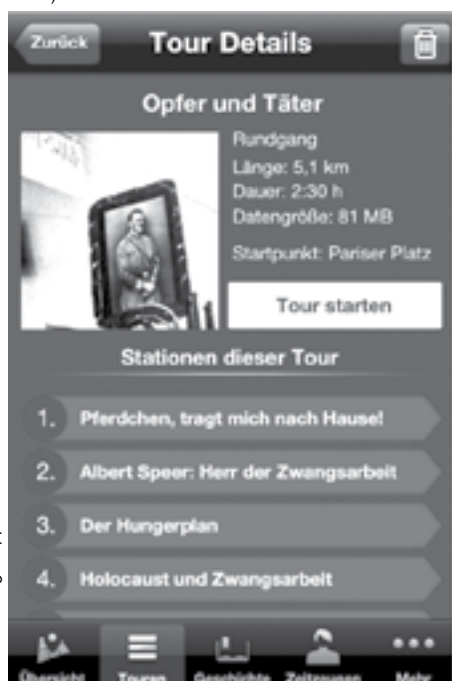 Zurück
Tour Details
Opfer und Täter
Rundgang
Länge: 5,1 km
Dauer: 2:30 h
Datengröße: 81 MB
Startpunkt: Pariser Platz
Tour starten
Stationen dieser Tour
1. Pferdchen, tragt mich nach Hause!
2. Albert Speer: Herr der Zwangsarbeit
3. Der Hungerplan
4. Holocaust und Zwangsarbeit
Übersicht Touren Geschichte Zeitzeugen Mehr